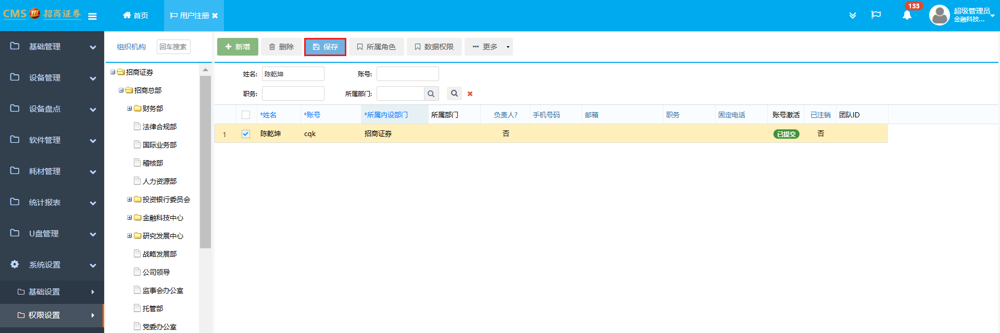 CMS 招商证券
首页
用户注册
133
超级管理员
金融科技...
基础管理
设备管理
设备盘点
软件管理
耗材管理
统计报表
U盘管理
系统设置
基础设置
权限设置
组织机构 回车搜索
招商证券
招商总部
财务部
法律合规部
国际业务部
稽核部
人力资源部
投资银行委员会
金融科技中心
研究发展中心
战略发展部
公司领导
监事会办公室
托管部
党委办公室
新增 删除 保存 所属角色 数据权限 更多
姓名: 陈乾坤 账号:
职务: 所属部门:
*姓名 *账号 *所属内设部门 所属部门 负责人? 手机号码 邮箱 职务 固定电话 账号激活 已注销 团队ID
1 陈乾坤 cqk 招商证券 否 已提交 否